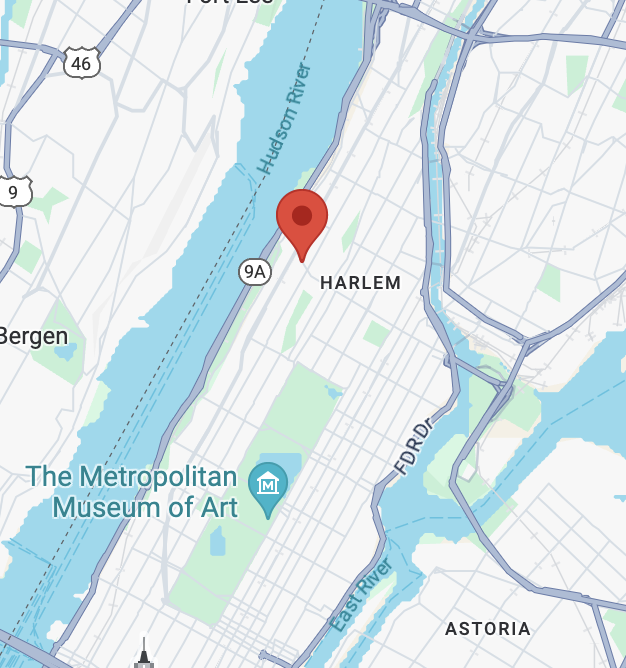 Fort Lee
46
Hudson River
9
9A
HARLEM
Bergen
FDR Dr
The Metropolitan
Museum of Art
M
East River
ASTORIA